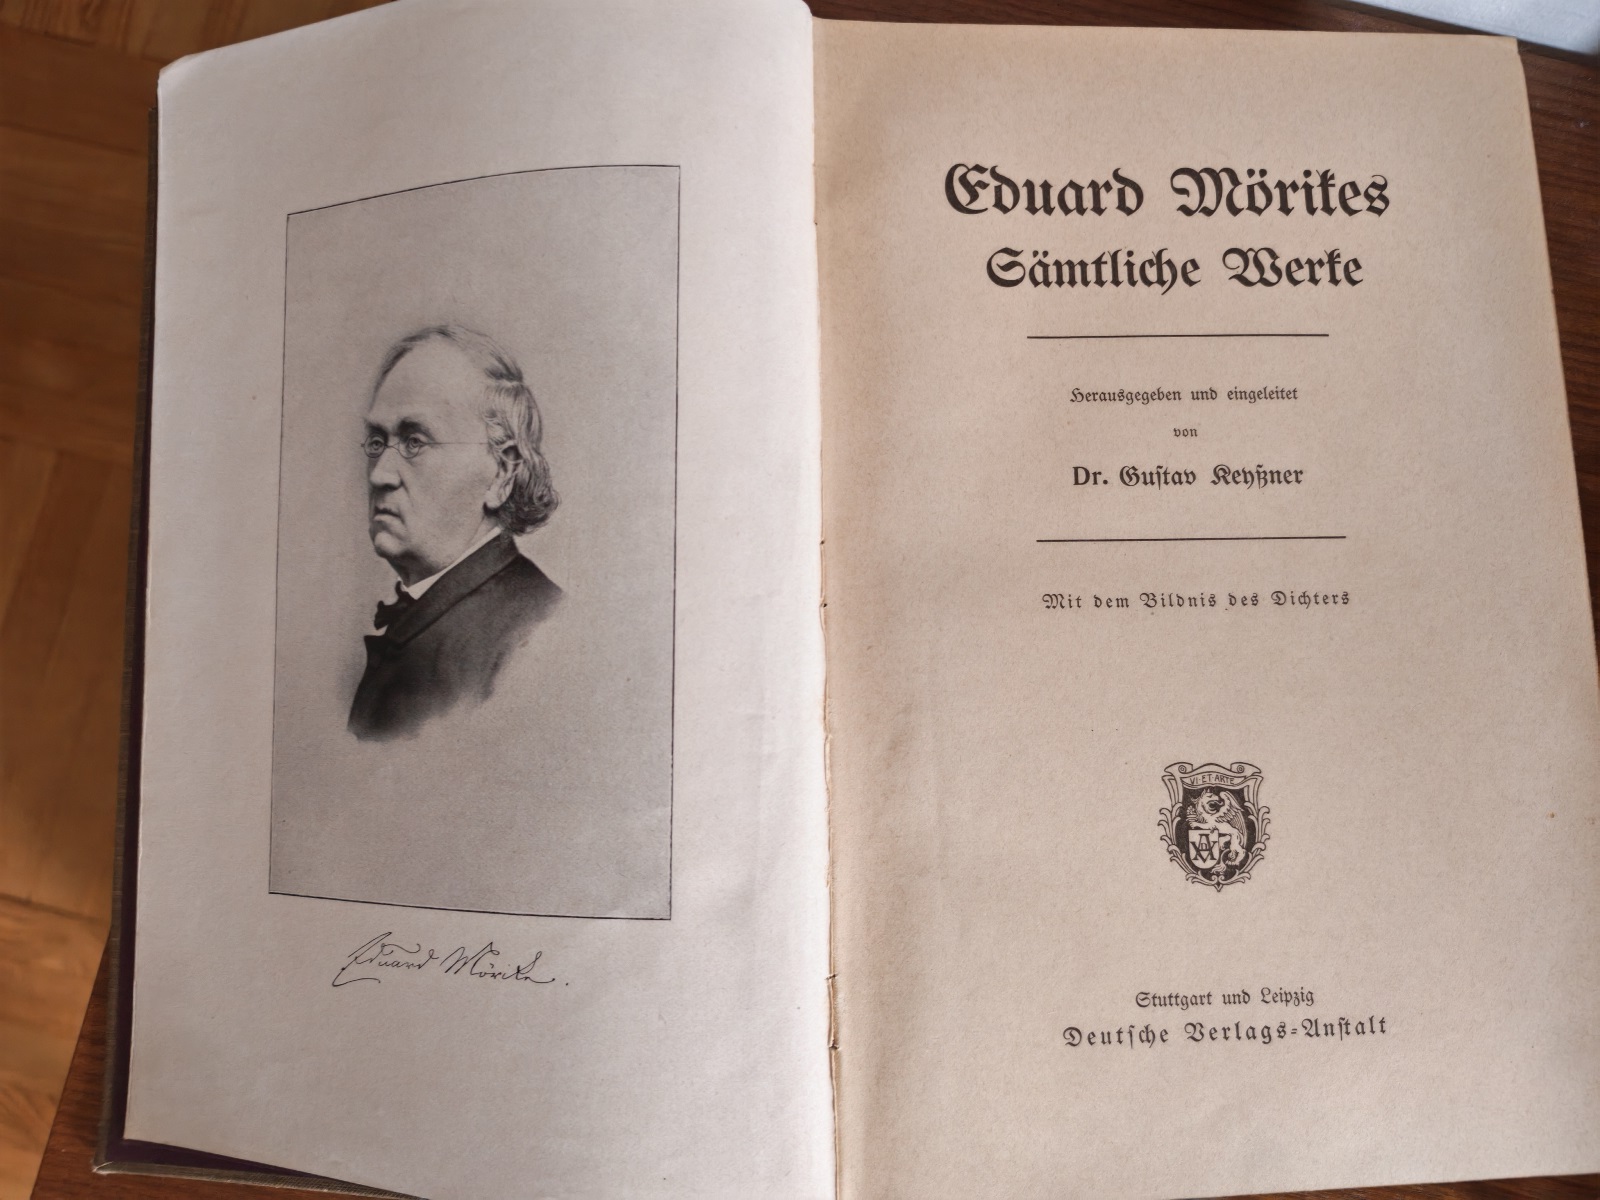 Eduard Mörike.
Eduard Mörikes
Sämtliche Werke
Herausgegeben und eingeleitet
von
Dr. Guſtav Keyßner
Mit dem Bildnis des Dichters
VI·ET·ARTE
DVA
Stuttgart und Leipzig
Deutſche Verlags-Anſtalt